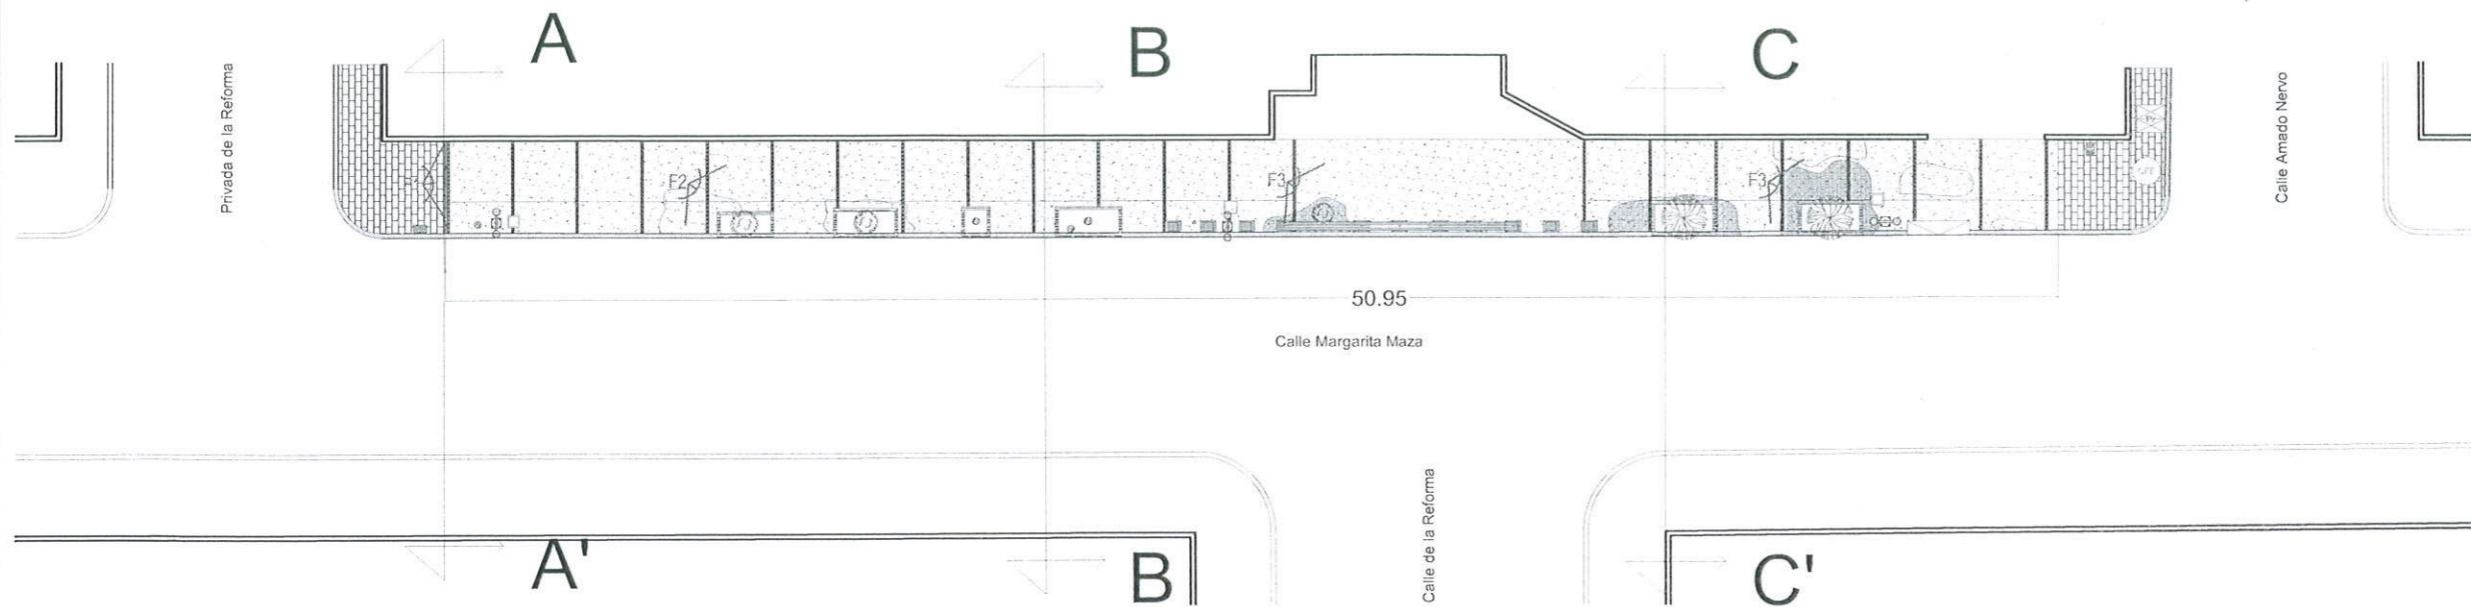 A
B
C
Privada de la Reforma
Calle Amado Nervo
F2
F3
F3
50.95
Calle Margarita Maza
Calle de la Reforma
A'
B
C'